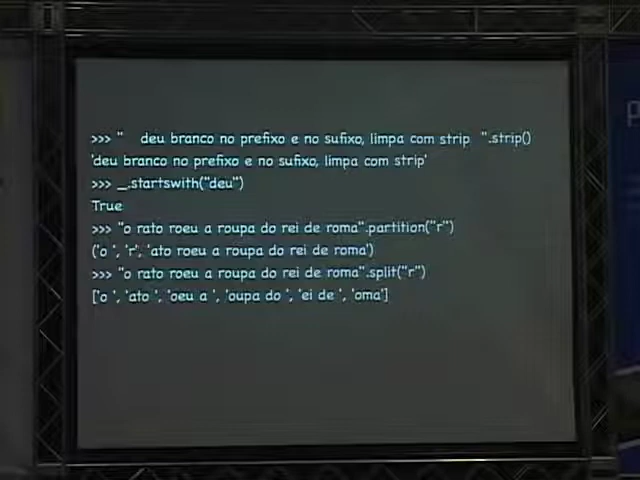 >>> "   deu branco no prefixo e no sufixo, limpa com strip  ".strip()
'deu branco no prefixo e no sufixo, limpa com strip'
>>> _.startswith("deu")
True
>>> "o rato roeu a roupa do rei de roma".partition("r")
('o ', 'r', 'ato roeu a roupa do rei de roma')
>>> "o rato roeu a roupa do rei de roma".split("r")
['o ', 'ato ', 'oeu a ', 'oupa do ', 'ei de ', 'oma']